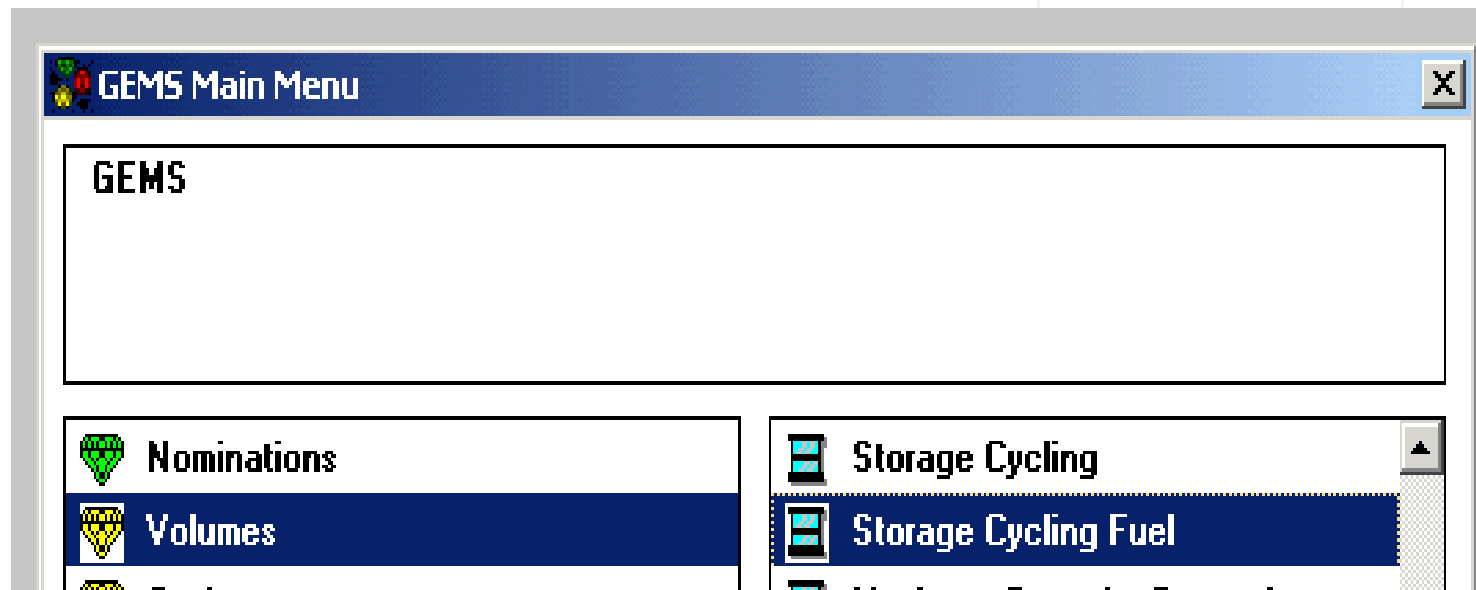 GEMS Main Menu
GEMS
Nominations
Volumes
Storage Cycling
Storage Cycling Fuel